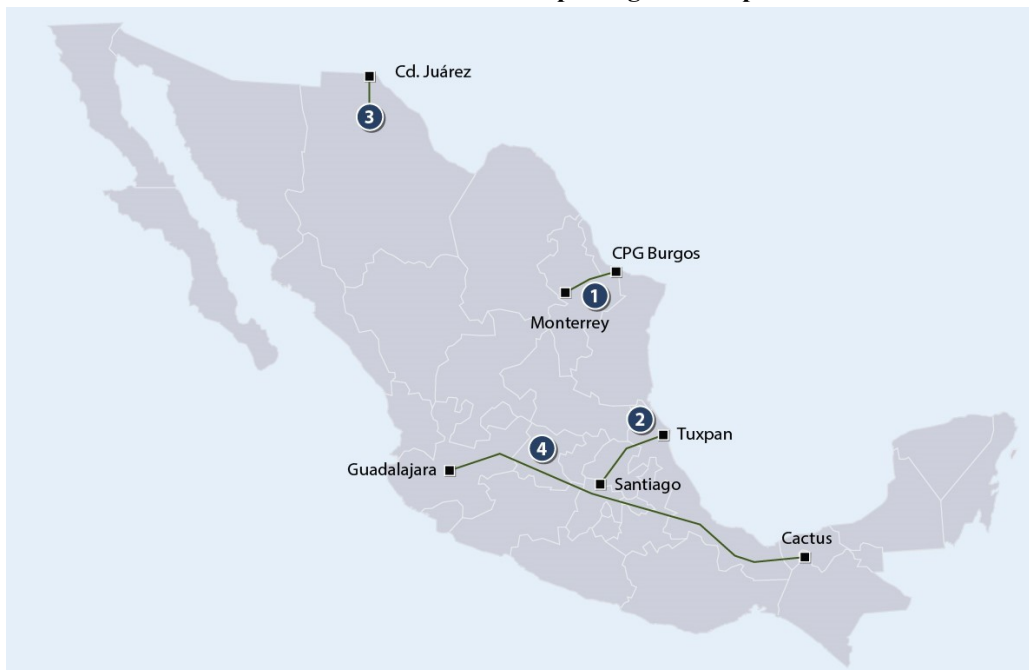 Cd. Juárez
3
CPG Burgos
1
Monterrey
2
Tuxpan
4
Guadalajara
Santiago
Cactus